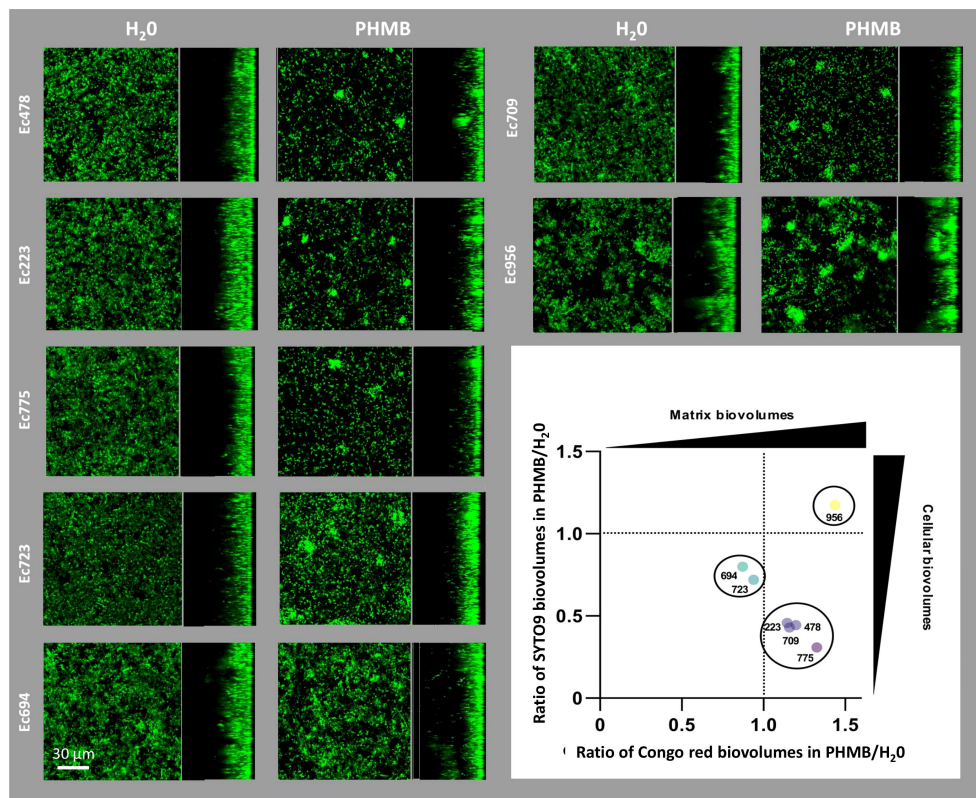 H₂0 PHMB H₂0 PHMB
Ec478
Ec709
Ec223
Ec956
Ec775
Ec723
Ec694
30 µm
Matrix biovolumes
Ratio of SYTO9 biovolumes in PHMB/H₂0
Cellular biovolumes
1.5
1.0
0.5
0
956
694
723
223
478
709
775
0 0.5 1.0 1.5
Ratio of Congo red biovolumes in PHMB/H₂0